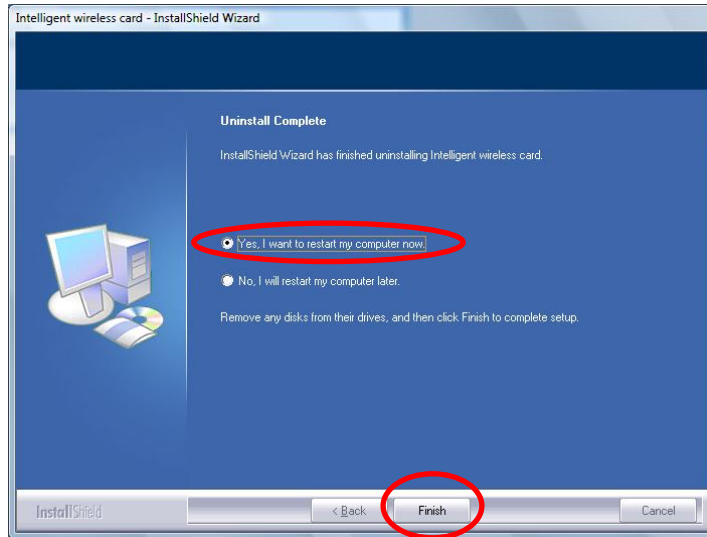 Intelligent wireless card - InstallShield Wizard
Uninstall Complete
InstallShield Wizard has finished uninstalling Intelligent wireless card.
Yes, I want to restart my computer now.
No, I will restart my computer later.
Remove any disks from their drives, and then click Finish to complete setup.
InstallShield
< Back Finish Cancel